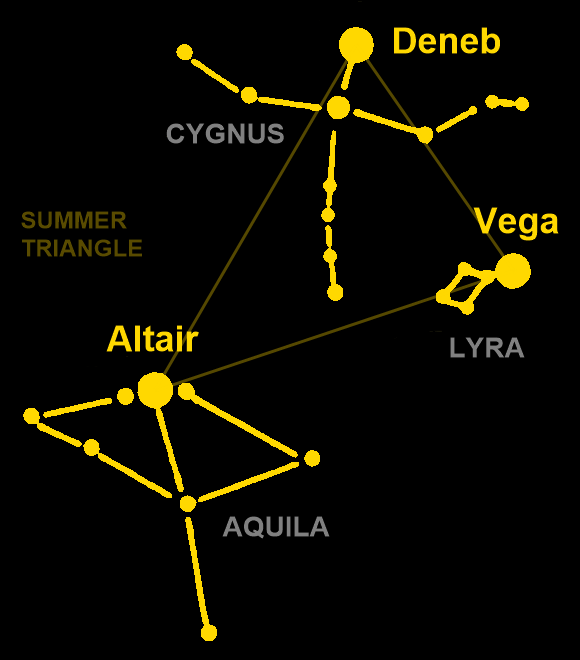 Deneb
CYGNUS
SUMMER
TRIANGLE
Vega
Altair
LYRA
AQUILA